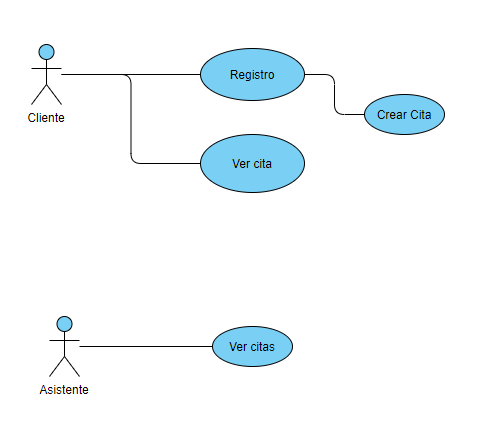 Registro
Crear Cita
Cliente
Ver cita
Ver citas
Asistente